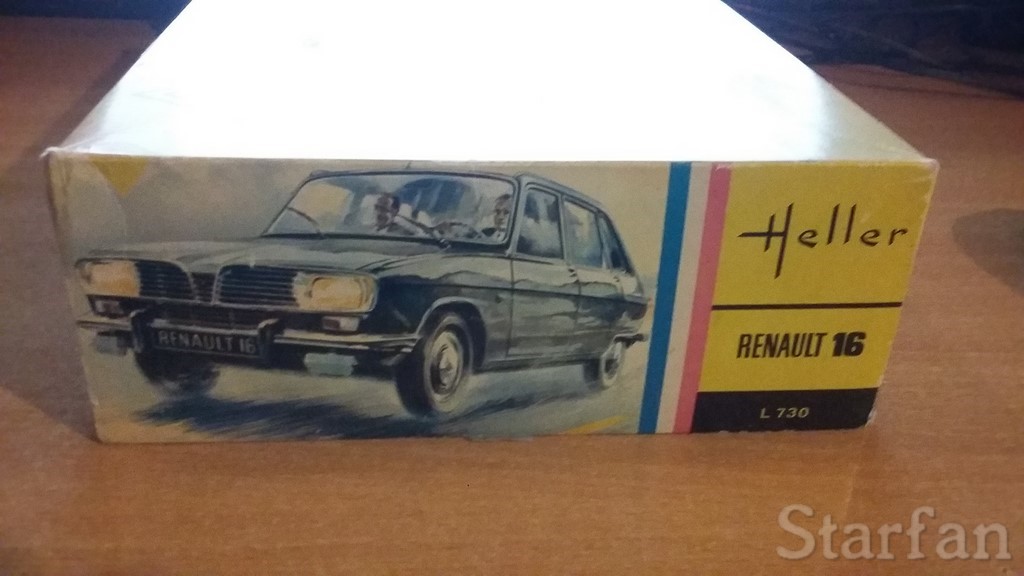 Heller
RENAULT 16
L 730
RENAULT 16
Starfan